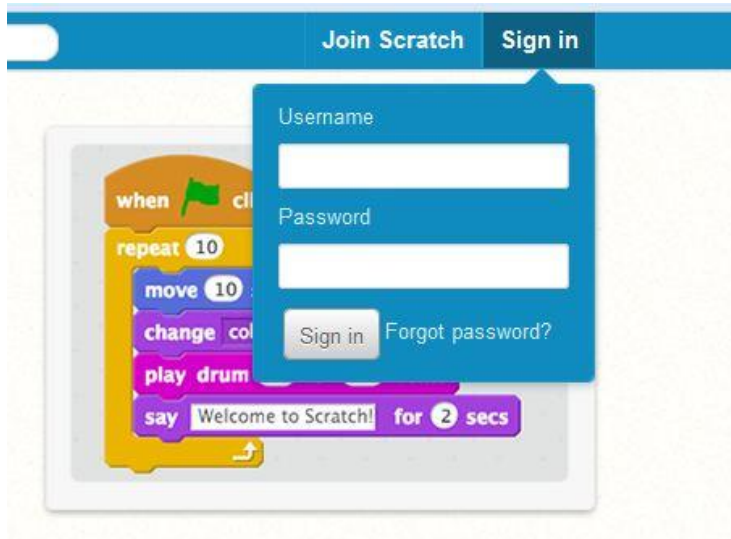 Join Scratch Sign in
Username
Password
Sign in Forgot password?
when
repeat 10
move 10
change
play drum
say Welcome to Scratch! for 2 secs